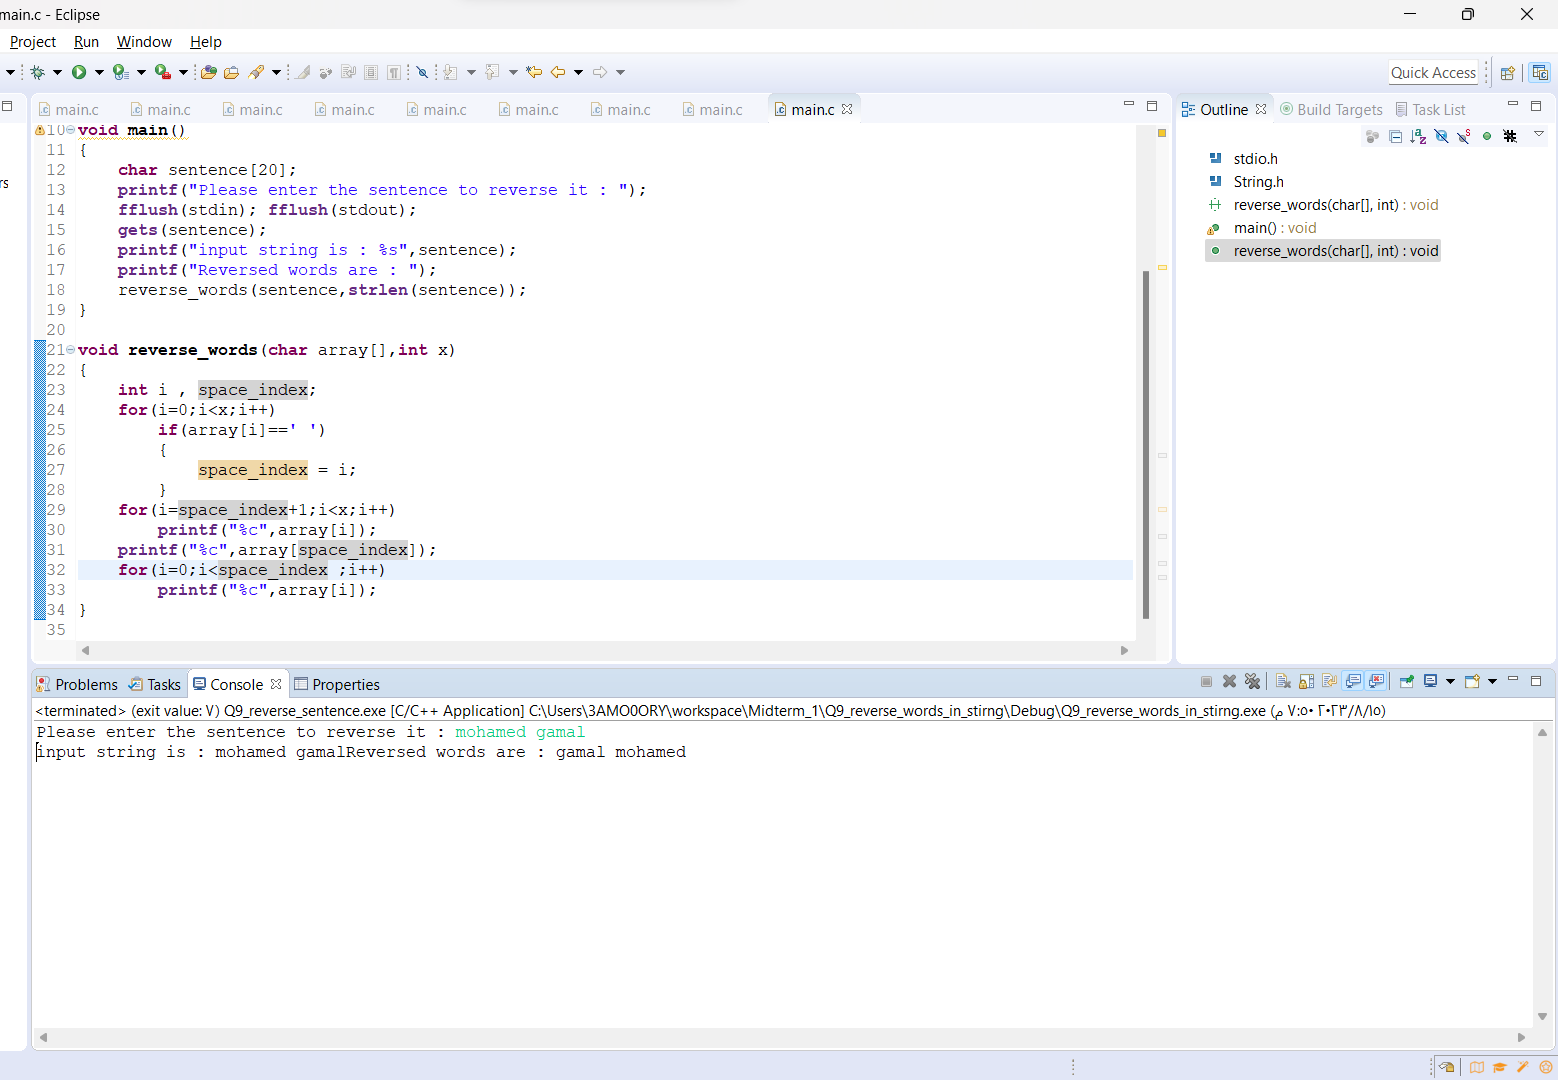 main.c - Eclipse
Project Run Window Help
Quick Access
main.c main.c main.c main.c main.c main.c main.c main.c main.c
10 void main()
11 {
12 char sentence[20];
13 printf("Please enter the sentence to reverse it : ");
14 fflush(stdin); fflush(stdout);
15 gets(sentence);
16 printf("input string is : %s",sentence);
17 printf("Reversed words are : ");
18 reverse_words(sentence,strlen(sentence));
19 }
20
21 void reverse_words(char array[],int x)
22 {
23 int i , space_index;
24 for(i=0;i<x;i++)
25 if(array[i]==' ')
26 {
27 space_index = i;
28 }
29 for(i=space_index+1;i<x;i++)
30 printf("%c",array[i]);
31 printf("%c",array[space_index]);
32 for(i=0;i<space_index ;i++)
33 printf("%c",array[i]);
34 }
35
rs
Outline Build Targets Task List
stdio.h
String.h
reverse_words(char[], int) : void
main() : void
reverse_words(char[], int) : void
Problems Tasks Console Properties
<terminated> (exit value: ٧) Q9_reverse_sentence.exe [C/C++ Application] C:\Users\3AMO0ORY\workspace\Midterm_1\Q9_reverse_words_in_stirng\Debug\Q9_reverse_words_in_stirng.exe (م ٧:٥٠ ٢٠٢٣/٨/١٥)
Please enter the sentence to reverse it : mohamed gamal
input string is : mohamed gamalReversed words are : gamal mohamed